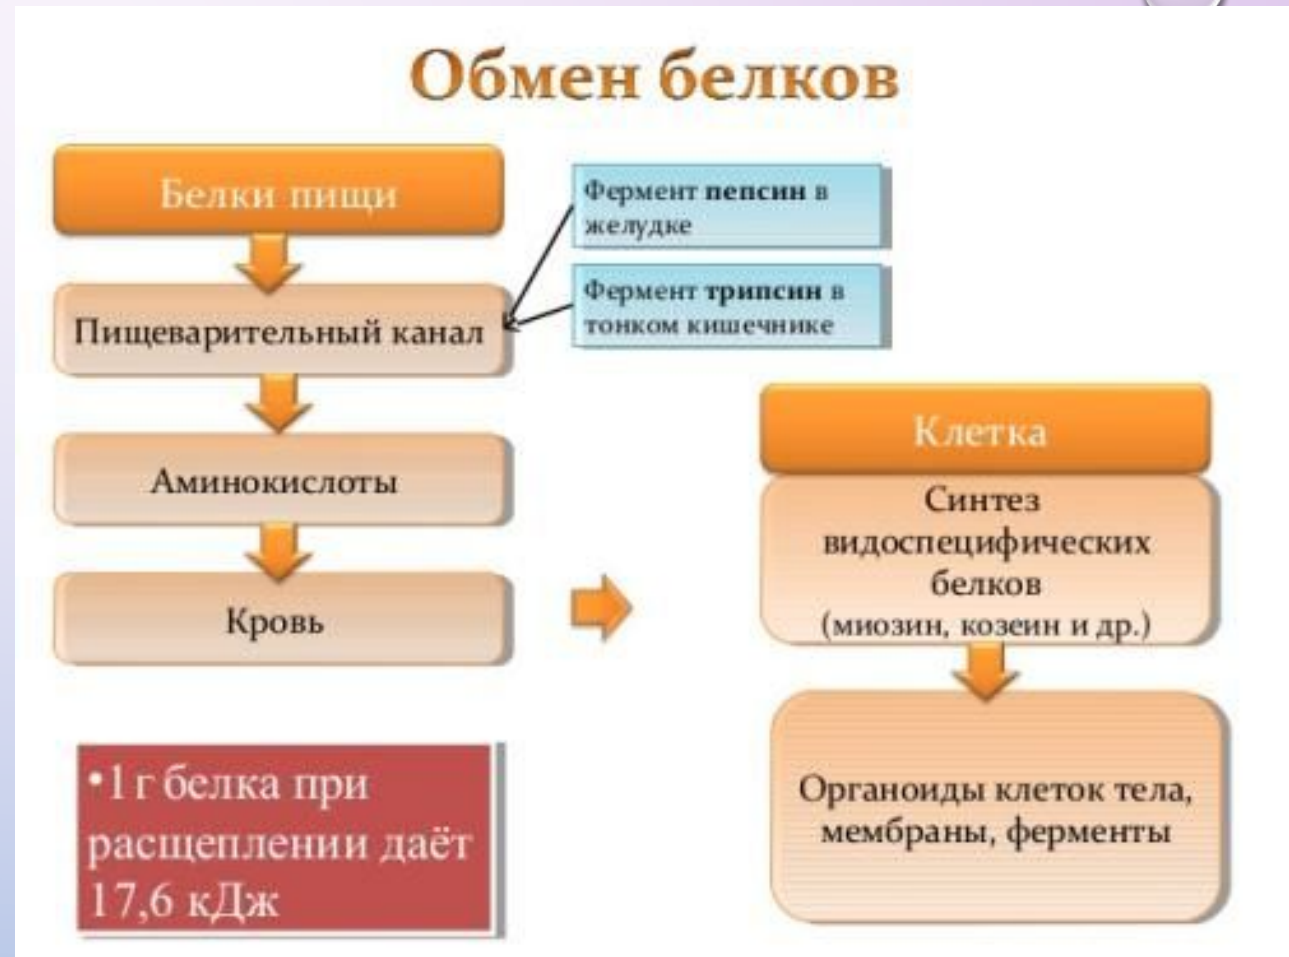 Обмен белков
Белки пищи
Фермент пепсин в
желудке
Фермент трипсин в
тонком кишечнике
Пищеварительный канал
Аминокислоты
Кровь
Клетка
Синтез
видоспецифических
белков
(миозин, козеин и др.)
Органоиды клеток тела,
мембраны, ферменты
•1 г белка при
расщеплении даёт
17,6 кДж